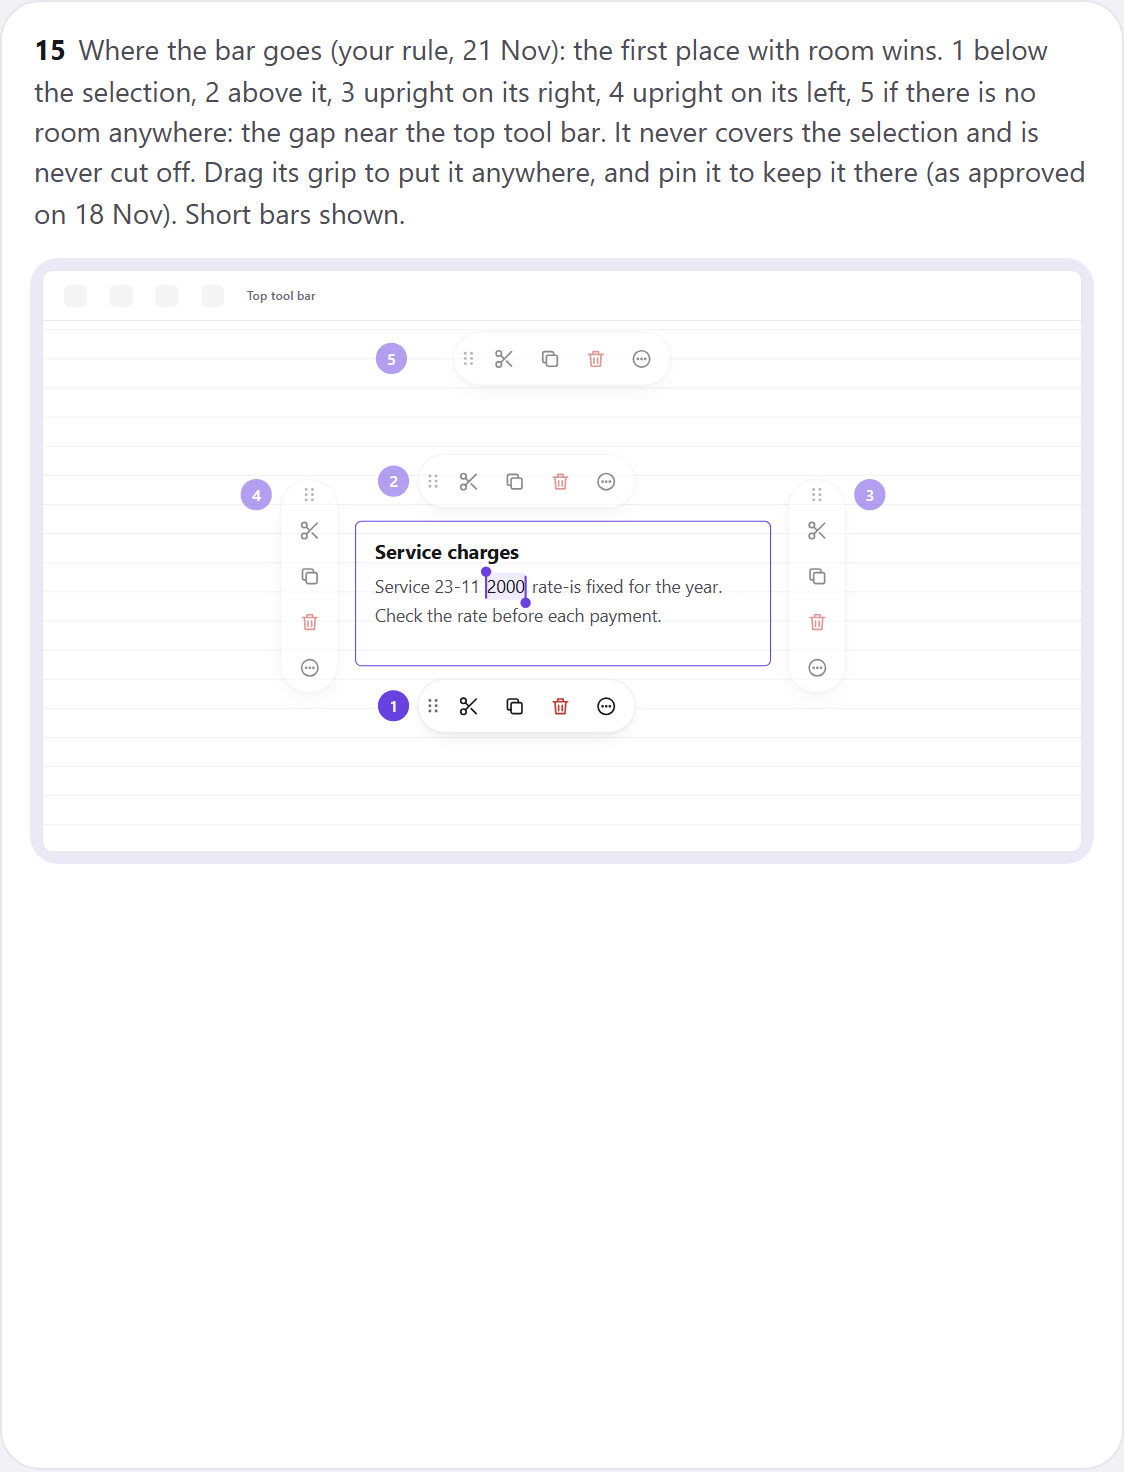 15 Where the bar goes (your rule, 21 Nov): the first place with room wins. 1 below
the selection, 2 above it, 3 upright on its right, 4 upright on its left, 5 if there is no
room anywhere: the gap near the top tool bar. It never covers the selection and is
never cut off. Drag its grip to put it anywhere, and pin it to keep it there (as approved
on 18 Nov). Short bars shown.
Top tool bar
5
2
4
3
Service charges
Service 23-11 2000 rate-is fixed for the year.
Check the rate before each payment.
1